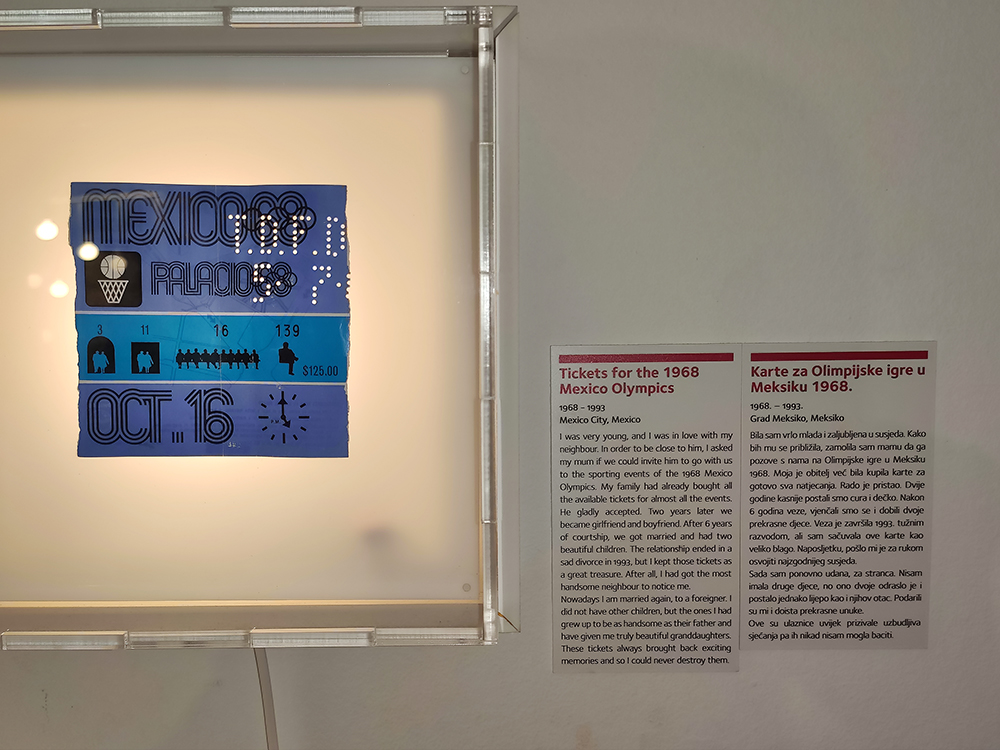 MEXICO68
T.D.F.D
PALACIO68
5· 7·
3 11 16 139
$125.00
OCT.. 16
P.M.
Tickets for the 1968
Mexico Olympics
1968 – 1993
Mexico City, Mexico
I was very young, and I was in love with my
neighbour. In order to be close to him, I asked
my mum if we could invite him to go with us
to the sporting events of the 1968 Mexico
Olympics. My family had already bought all
the available tickets for almost all the events.
He gladly accepted. Two years later we
became girlfriend and boyfriend. After 6 years
of courtship, we got married and had two
beautiful children. The relationship ended in a
sad divorce in 1993, but I kept those tickets as
a great treasure. After all, I had got the most
handsome neighbour to notice me.
Nowadays I am married again, to a foreigner. I
did not have other children, but the ones I had
grew up to be as handsome as their father and
have given me truly beautiful granddaughters.
These tickets always brought back exciting
memories and so I could never destroy them.
Karte za Olimpijske igre u
Meksiku 1968.
1968. – 1993.
Grad Meksiko, Meksiko
Bila sam vrlo mlada i zaljubljena u susjeda. Kako
bih mu se približila, zamolila sam mamu da ga
pozove s nama na Olimpijske igre u Meksiku
1968. Moja je obitelj već bila kupila karte za
gotovo sva natjecanja. Rado je pristao. Dvije
godine kasnije postali smo cura i dečko. Nakon
6 godina veze, vjenčali smo se i dobili dvoje
prekrasne djece. Veza je završila 1993. tužnim
razvodom, ali sam sačuvala ove karte kao
veliko blago. Naposljetku, pošlo mi je za rukom
osvojiti najzgodnijeg susjeda.
Sada sam ponovno udana, za stranca. Nisam
imala druge djece, no ono dvoje odraslo je i
postalo jednako lijepo kao i njihov otac. Podarili
su mi i doista prekrasne unuke.
Ove su ulaznice uvijek prizivale uzbudljiva
sjećanja pa ih nikad nisam mogla baciti.